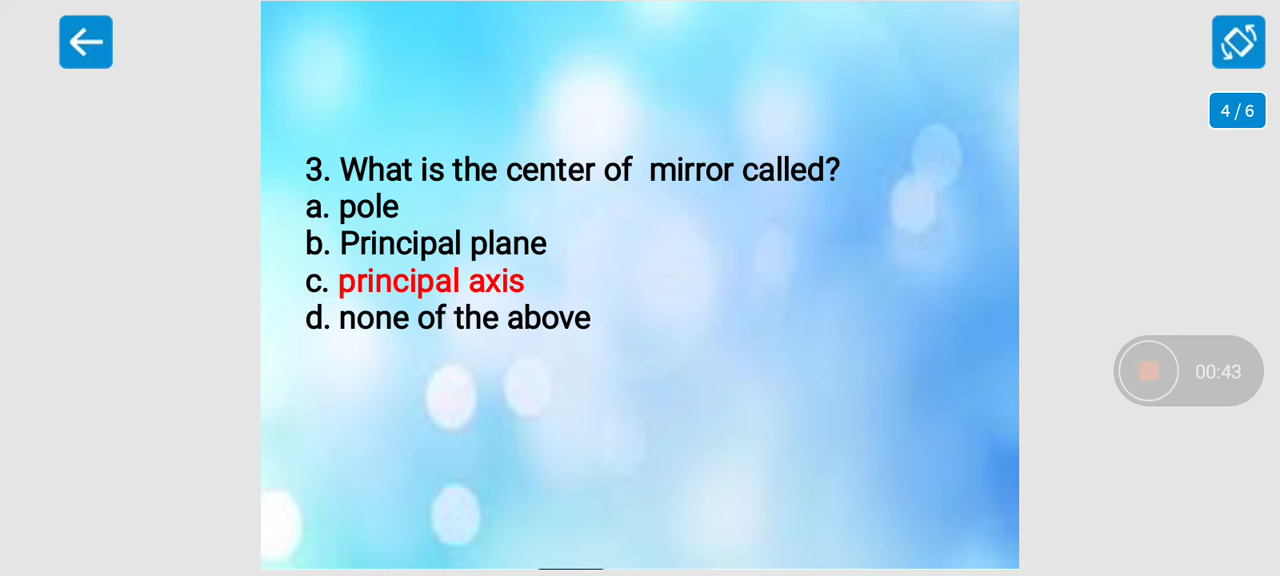 4 / 6
3. What is the center of mirror called?
a. pole
b. Principal plane
c. principal axis
d. none of the above
00:43